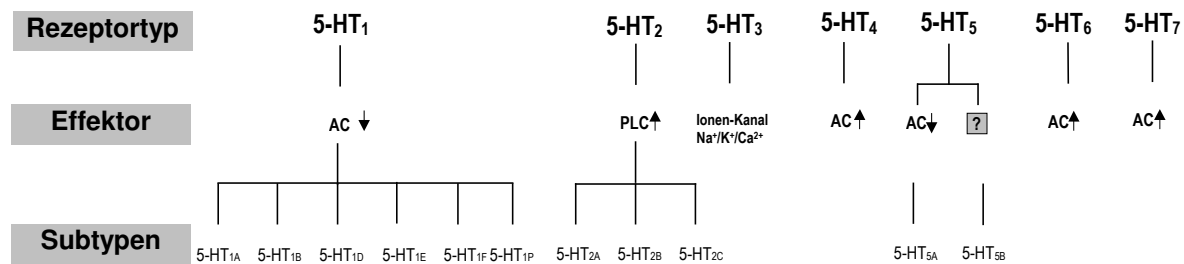 Rezeptortyp 5-HT₁ 5-HT₂ 5-HT₃ 5-HT₄ 5-HT₅ 5-HT₆ 5-HT₇
Effektor AC PLC Ionen-Kanal AC AC ? AC AC
Na⁺/K⁺/Ca²⁺
Subtypen 5-HT₁A 5-HT₁B 5-HT₁D 5-HT₁E 5-HT₁F 5-HT₁P 5-HT₂A 5-HT₂B 5-HT₂C 5-HT₅A 5-HT₅B